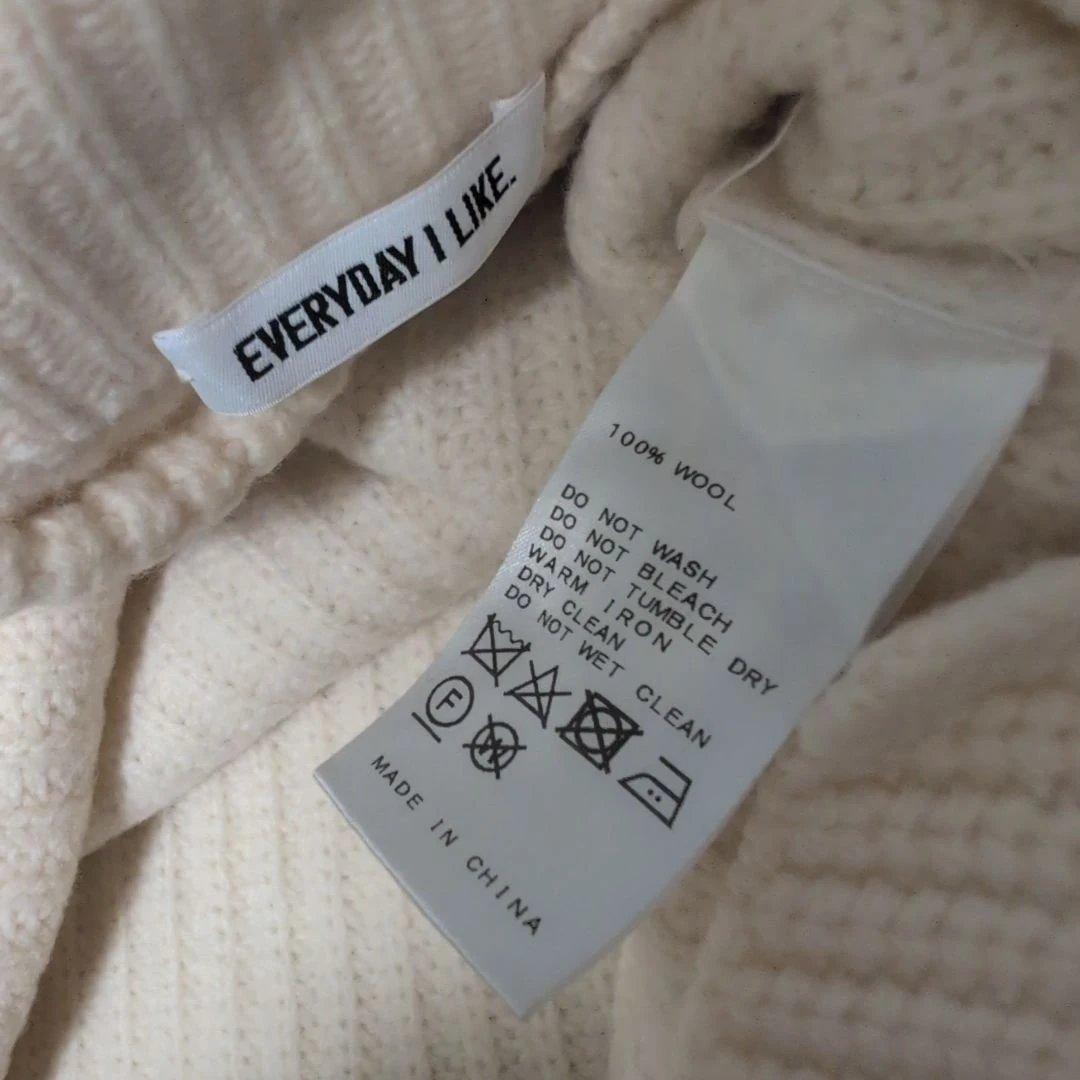 EVERYDAY I LIKE.
100% WOOL
DO NOT WASH
DO NOT BLEACH
DO NOT TUMBLE DRY
WARM IRON
DRY CLEAN
DO NOT WET CLEAN
F
W
MADE IN CHINA